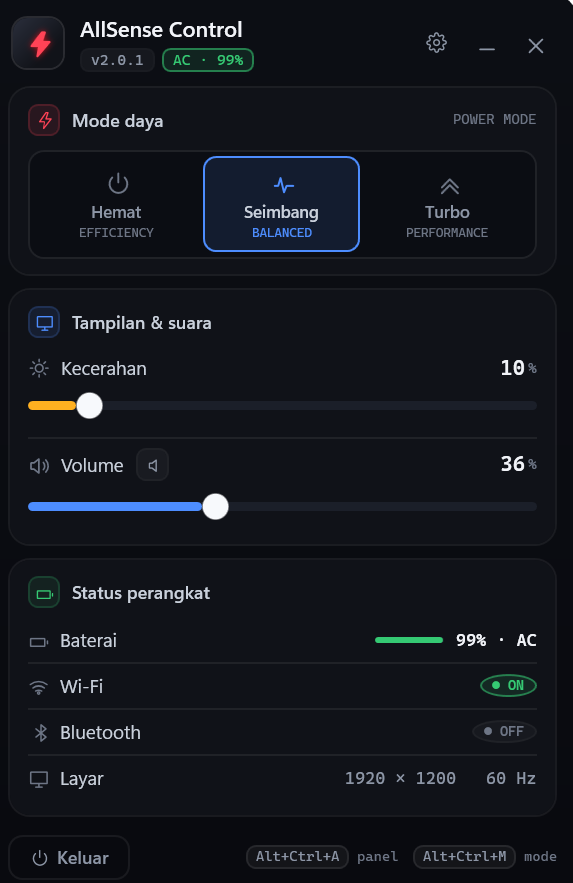 AllSense Control
v2.0.1 AC · 99%
Mode daya POWER MODE
Hemat Seimbang Turbo
EFFICIENCY BALANCED PERFORMANCE
Tampilan & suara
Kecerahan 10 %
Volume 36 %
Status perangkat
Baterai 99% · AC
Wi-Fi ON
Bluetooth OFF
Layar 1920 × 1200 60 Hz
Keluar Alt+Ctrl+A panel Alt+Ctrl+M mode